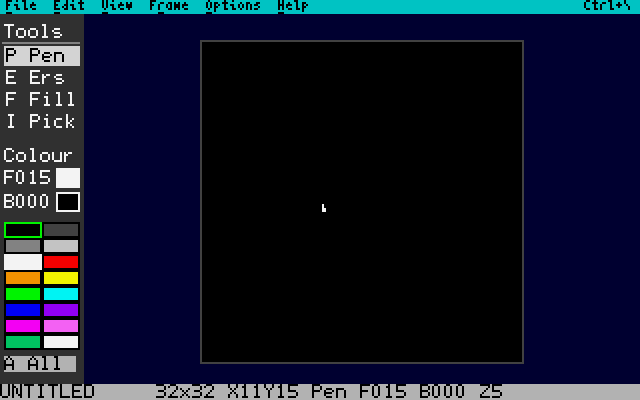 File Edit View Frame Options Help Ctrl+\
Tools
P Pen
E Ers
F Fill
I Pick
Colour
F015
B000
A All
UNTITLED 32x32 X11Y15 Pen F015 B000 Z5